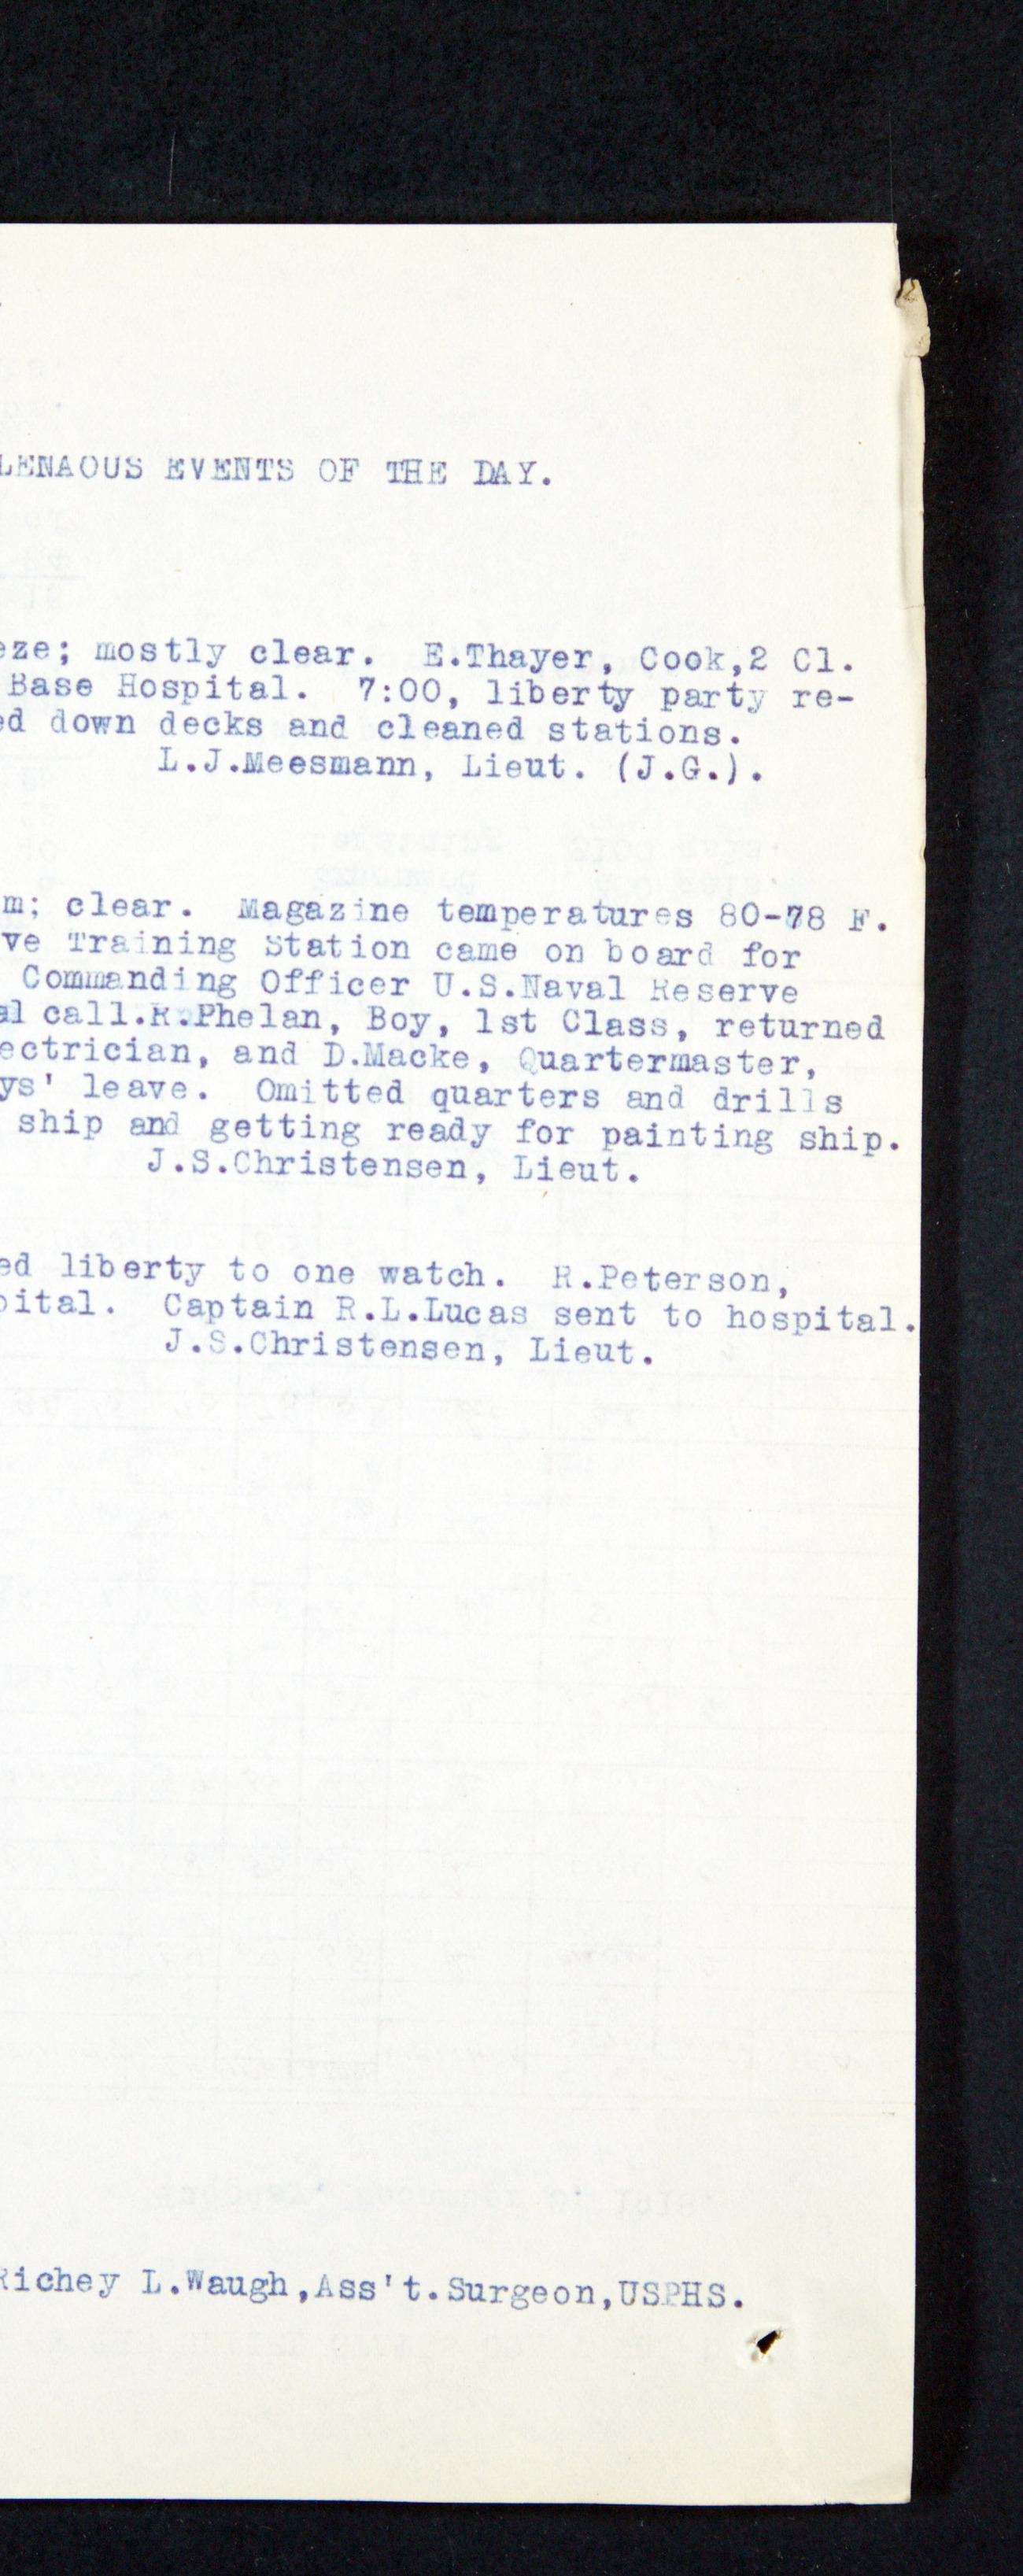 LENAOUS EVENTS OF THE DAY.
eze; mostly clear. E.Thayer, Cook,2 Cl.
Base Hospital. 7:00, liberty party re-
ed down decks and cleaned stations.
L.J.Meesmann, Lieut. (J.G.).
m; clear. Magazine temperatures 80-78 F.
ve Training Station came on board for
Commanding Officer U.S.Naval Reserve
al call.R.Phelan, Boy, 1st Class, returned
ectrician, and D.Macke, Quartermaster,
ys' leave. Omitted quarters and drills
ship and getting ready for painting ship.
J.S.Christensen, Lieut.
ed liberty to one watch. R.Peterson,
pital. Captain R.L.Lucas sent to hospital.
J.S.Christensen, Lieut.
Richey L.Waugh,Ass't.Surgeon,USPHS.